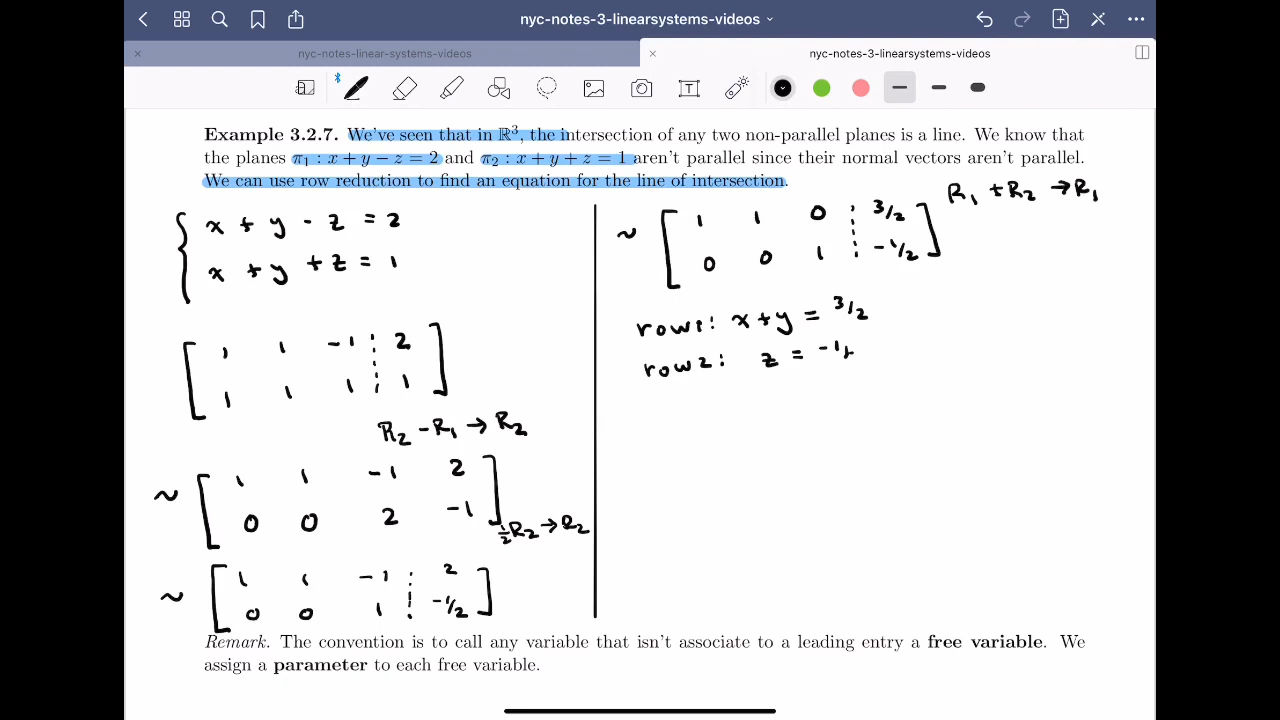 nyc-notes-3-linearsystems-videos
nyc-notes-linear-systems-videos
nyc-notes-3-linearsystems-videos
Example 3.2.7. We've seen that in ℝ³, the intersection of any two non-parallel planes is a line. We know that
the planes π₁ : x + y − z = 2 and π₂ : x + y + z = 1 aren't parallel since their normal vectors aren't parallel.
We can use row reduction to find an equation for the line of intersection.
x + y - z = 2
x + y + z = 1
1 1 -1 2
1 1 1 1
R₂ - R₁ → R₂
~ 1 1 -1 2
0 0 2 -1
½R₂ → R₂
~ 1 1 -1 2
0 0 1 -1/2
R₁ + R₂ → R₁
~ 1 1 0 3/2
0 0 1 -1/2
row1: x + y = 3/2
row2: z = -1
Remark. The convention is to call any variable that isn't associate to a leading entry a free variable. We
assign a parameter to each free variable.